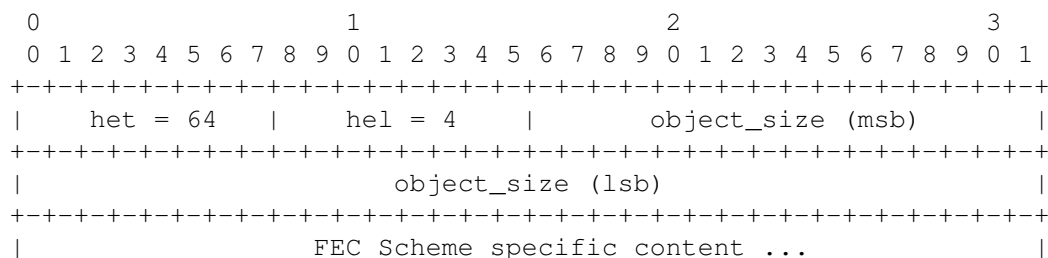 0                   1                   2                   3
 0 1 2 3 4 5 6 7 8 9 0 1 2 3 4 5 6 7 8 9 0 1 2 3 4 5 6 7 8 9 0 1
+-+-+-+-+-+-+-+-+-+-+-+-+-+-+-+-+-+-+-+-+-+-+-+-+-+-+-+-+-+-+-+-+
|    het = 64   |    hel = 4    |       object_size (msb)       |
+-+-+-+-+-+-+-+-+-+-+-+-+-+-+-+-+-+-+-+-+-+-+-+-+-+-+-+-+-+-+-+-+
|                       object_size (lsb)                       |
+-+-+-+-+-+-+-+-+-+-+-+-+-+-+-+-+-+-+-+-+-+-+-+-+-+-+-+-+-+-+-+-+
|                  FEC Scheme specific content ...              |